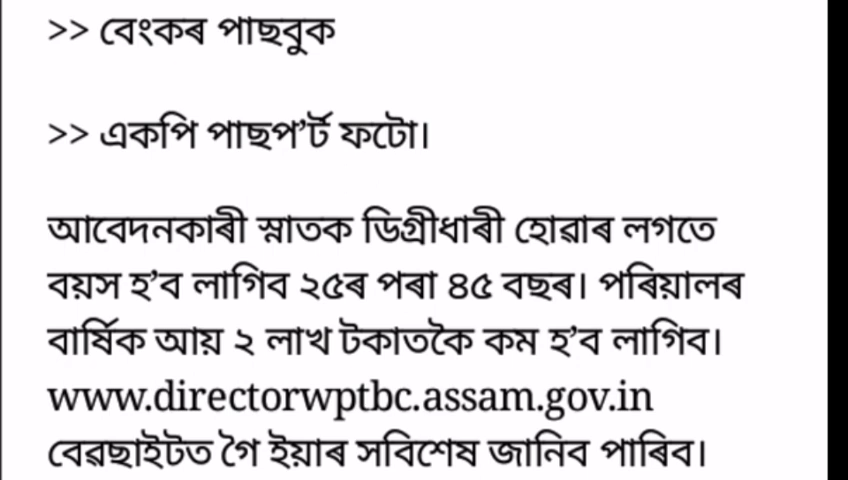 >> বেংকৰ পাছবুক
>> একপি পাছপ’ৰ্ট ফটো।
আবেদনকাৰী স্নাতক ডিগ্ৰীধাৰী হোৱাৰ লগতে
বয়স হ’ব লাগিব ২৫ৰ পৰা ৪৫ বছৰ। পৰিয়ালৰ
বাৰ্ষিক আয় ২ লাখ টকাতকৈ কম হ’ব লাগিব।
www.directorwptbc.assam.gov.in
বেৱছাইটত গৈ ইয়াৰ সবিশেষ জানিব পাৰিব।